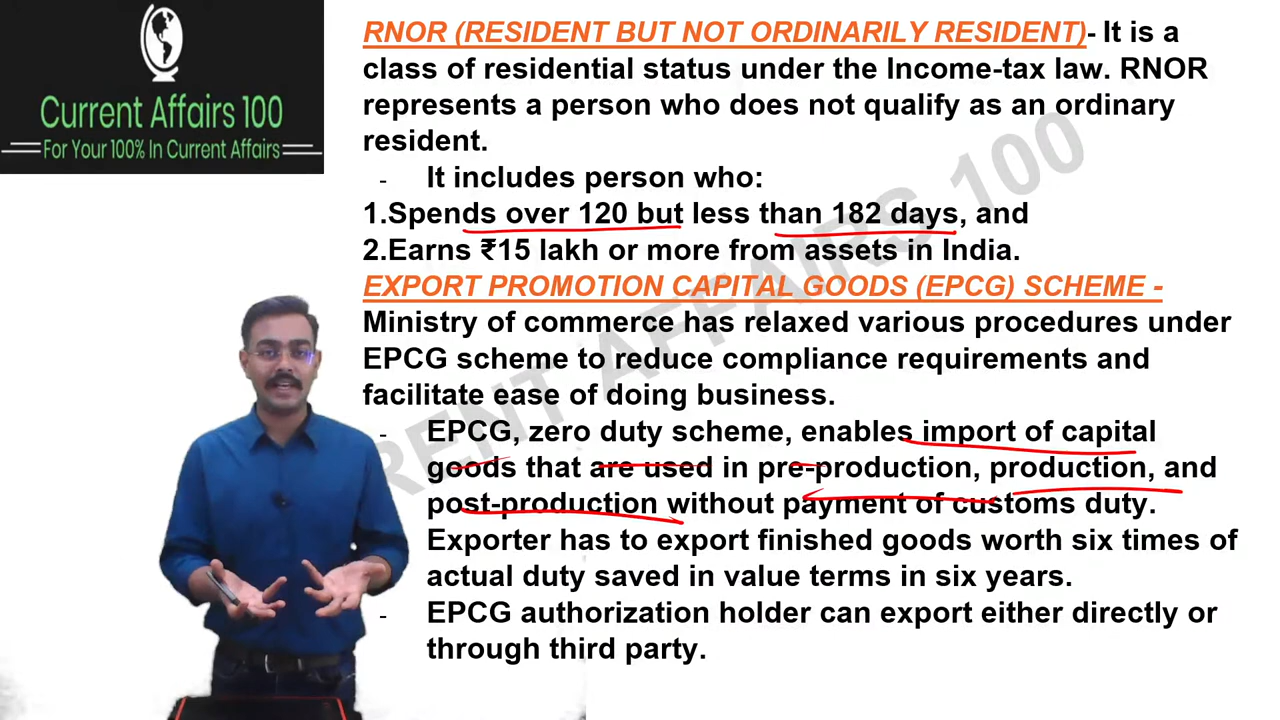 Current Affairs 100
For Your 100% In Current Affairs
RNOR (RESIDENT BUT NOT ORDINARILY RESIDENT)- It is a
class of residential status under the Income-tax law. RNOR
represents a person who does not qualify as an ordinary
resident.
- It includes person who:
1.Spends over 120 but less than 182 days, and
2.Earns ₹15 lakh or more from assets in India.
EXPORT PROMOTION CAPITAL GOODS (EPCG) SCHEME -
Ministry of commerce has relaxed various procedures under
EPCG scheme to reduce compliance requirements and
facilitate ease of doing business.
- EPCG, zero duty scheme, enables import of capital
goods that are used in pre-production, production, and
post-production without payment of customs duty.
Exporter has to export finished goods worth six times of
actual duty saved in value terms in six years.
- EPCG authorization holder can export either directly or
through third party.
RENT AFFAIRS 100